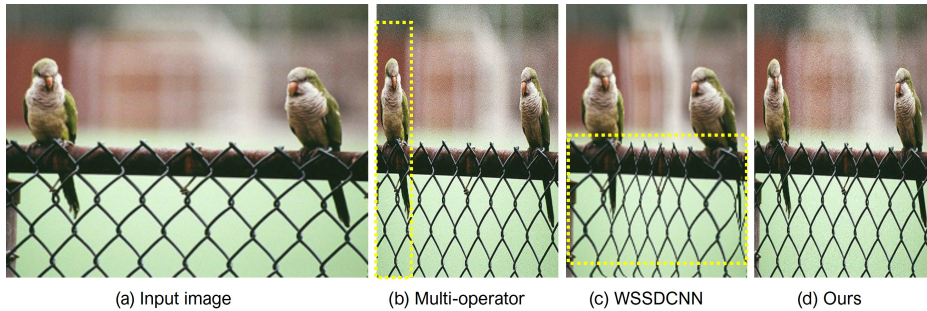 (a) Input image
(b) Multi-operator
(c) WSSDCNN
(d) Ours